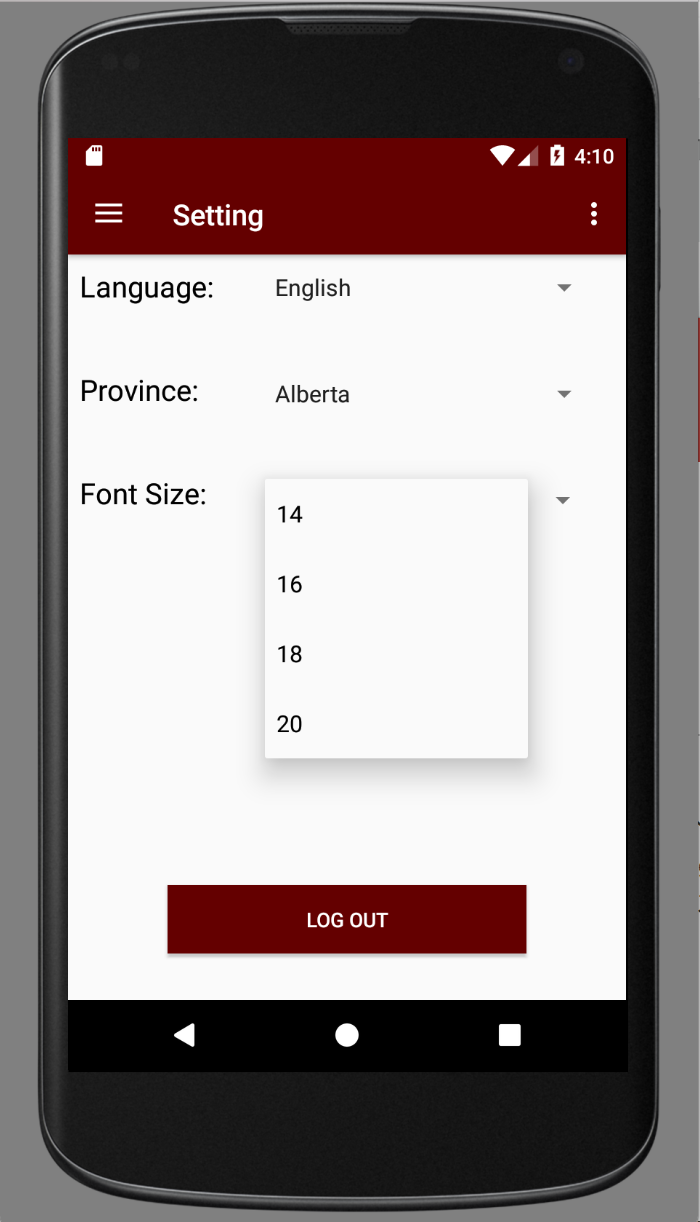 4:10
Setting
Language: English
Province: Alberta
Font Size:
14
16
18
20
LOG OUT